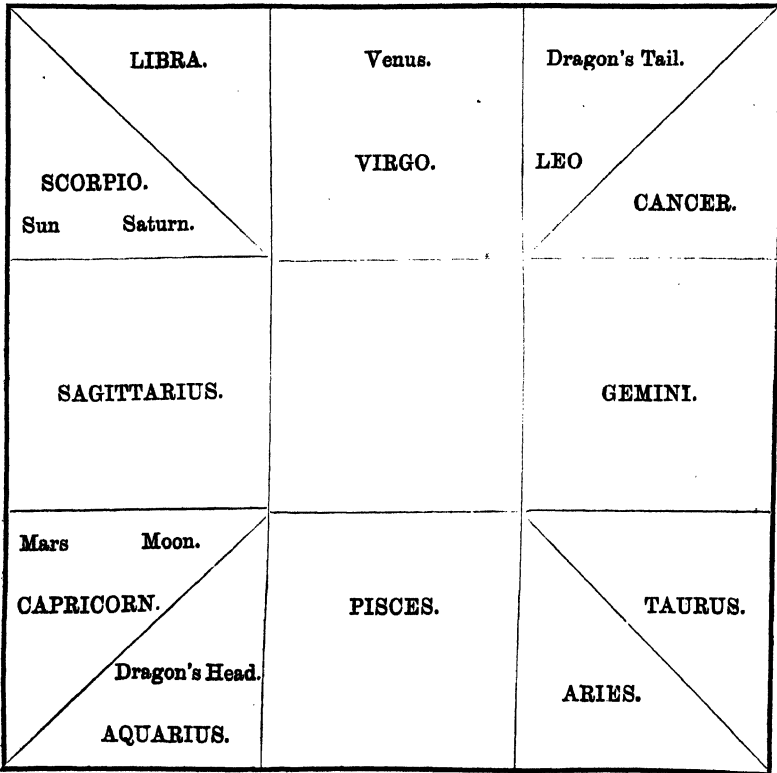 LIBRA.
SCORPIO.
Sun Saturn.
Venus.
VIRGO.
Dragon's Tail.
LEO
CANCER.
SAGITTARIUS.
GEMINI.
Mars Moon.
CAPRICORN.
Dragon's Head.
AQUARIUS.
PISCES.
TAURUS.
ARIES.